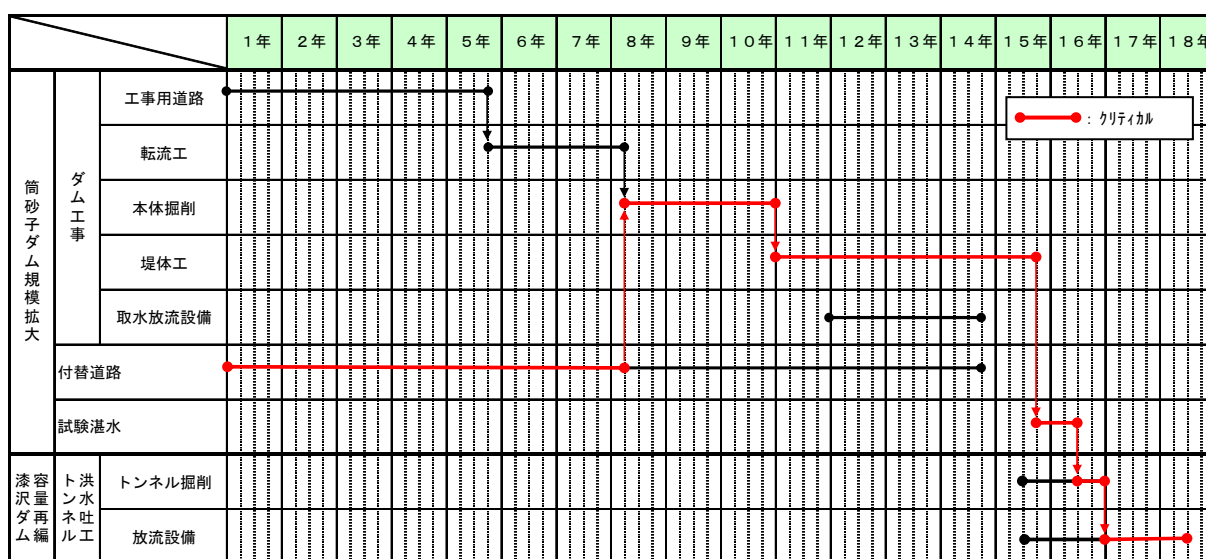 １年 ２年 ３年 ４年 ５年 ６年 ７年 ８年 ９年 １０年 １１年 １２年 １３年 １４年 １５年 １６年 １７年 １８年
：ｸﾘﾃｨｶﾙ
筒砂子ダム規模拡大
ダム工事
工事用道路
転流工
本体掘削
堤体工
取水放流設備
付替道路
試験湛水
漆沢ダム
容量再編
洪水吐工
トンネル
トンネル掘削
放流設備